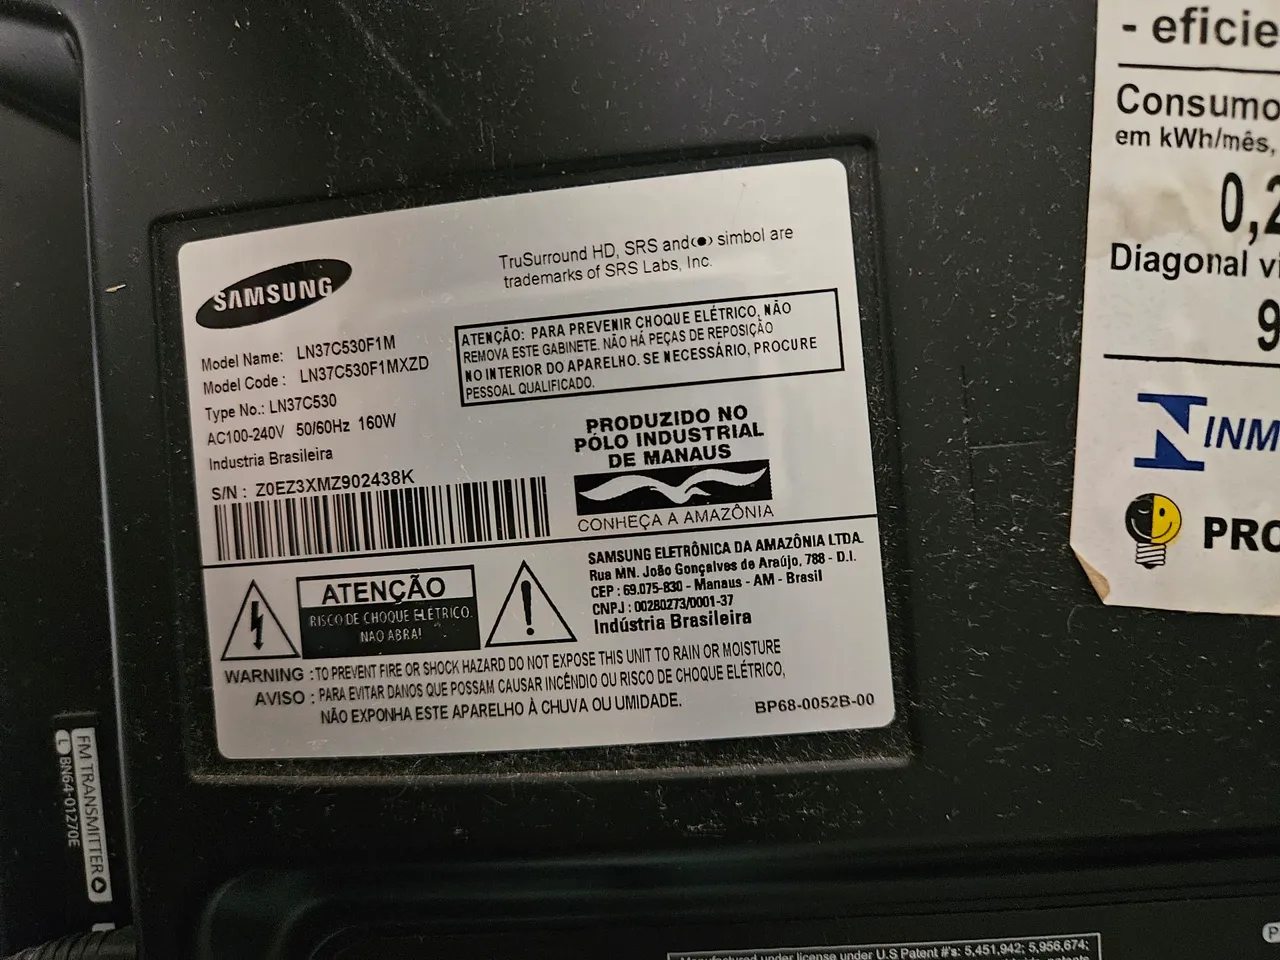 SAMSUNG
TruSurround HD, SRS and (●) simbol are
trademarks of SRS Labs, Inc.
Model Name: LN37C530F1M
Model Code : LN37C530F1MXZD
Type No.: LN37C530
AC100-240V 50/60Hz 160W
Industria Brasileira
S/N : Z0EZ3XMZ902438K
ATENÇÃO: PARA PREVENIR CHOQUE ELÉTRICO, NÃO
REMOVA ESTE GABINETE. NÃO HÁ PEÇAS DE REPOSIÇÃO
NO INTERIOR DO APARELHO. SE NECESSÁRIO, PROCURE
PESSOAL QUALIFICADO.
PRODUZIDO NO
PÓLO INDUSTRIAL
DE MANAUS
CONHEÇA A AMAZÔNIA
ATENÇÃO
RISCO DE CHOQUE ELÉTRICO.
NAO ABRA!
SAMSUNG ELETRÔNICA DA AMAZÔNIA LTDA.
Rua MN. João Gonçalves de Araújo, 788 - D.I.
CEP : 69.075-830 - Manaus - AM - Brasil
CNPJ : 00280273/0001-37
Indústria Brasileira
WARNING : TO PREVENT FIRE OR SHOCK HAZARD DO NOT EXPOSE THIS UNIT TO RAIN OR MOISTURE
AVISO : PARA EVITAR DANOS QUE POSSAM CAUSAR INCÊNDIO OU RISCO DE CHOQUE ELÉTRICO,
NÃO EXPONHA ESTE APARELHO À CHUVA OU UMIDADE.
BP68-0052B-00
- eficie
Consumo
em kWh/mês,
0,2
Diagonal vi
9
INM
PRO
FM TRANSMITTER
L BN64-01270E
Manufactured under license under U.S Patent #'s: 5,451,942; 5,956,674;
P